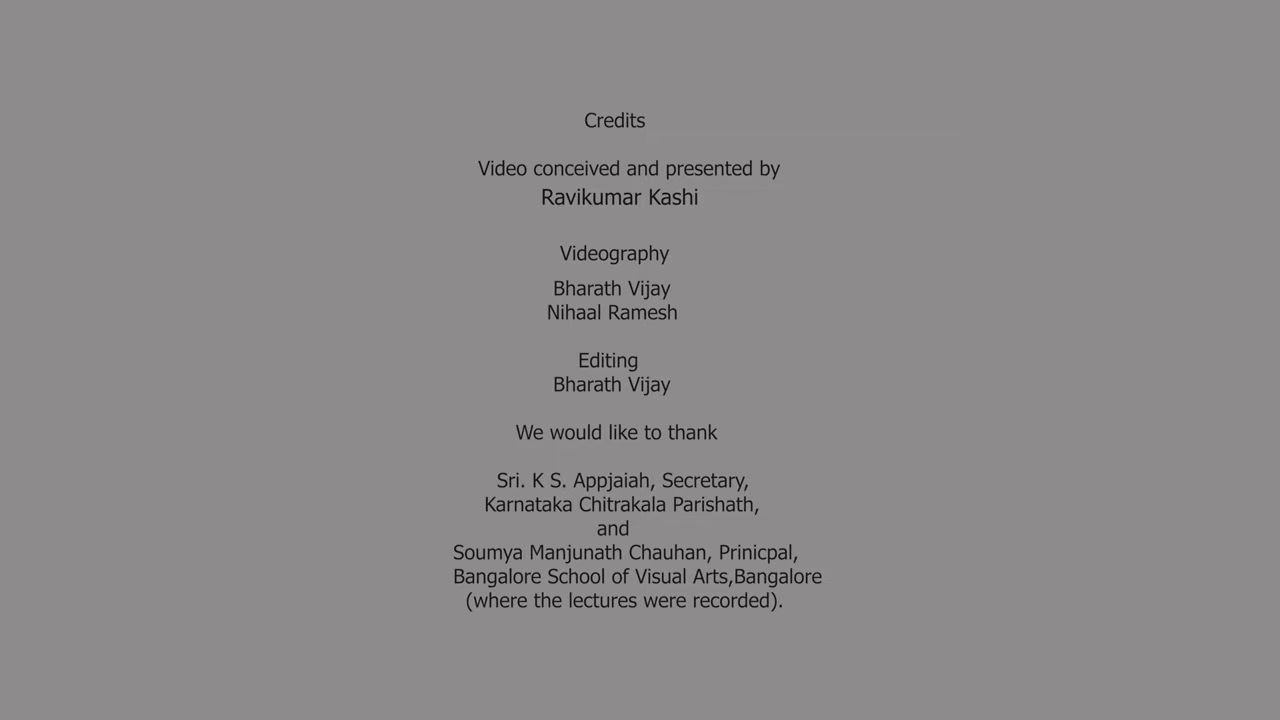 Credits
Video conceived and presented by
Ravikumar Kashi
Videography
Bharath Vijay
Nihaal Ramesh
Editing
Bharath Vijay
We would like to thank
Sri. K S. Appjaiah, Secretary,
Karnataka Chitrakala Parishath,
and
Soumya Manjunath Chauhan, Prinicpal,
Bangalore School of Visual Arts,Bangalore
(where the lectures were recorded).